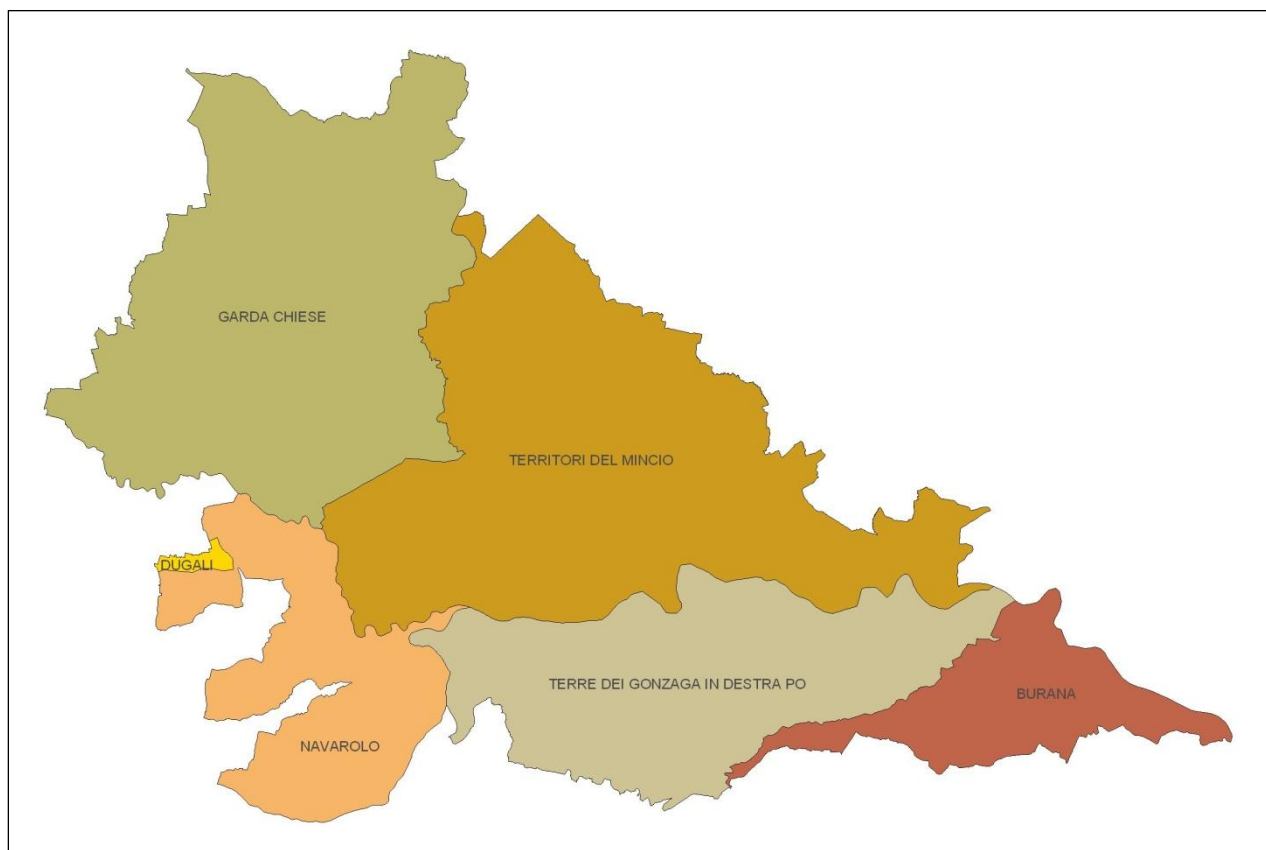 GARDA CHIESE
TERRITORI DEL MINCIO
DUGALI
TERRE DEI GONZAGA IN DESTRA PO
BURANA
NAVAROLO